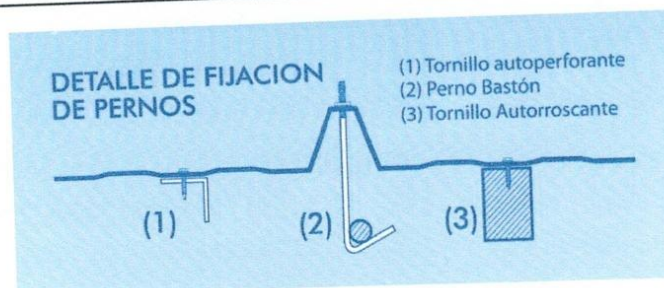 DETALLE DE FIJACION
DE PERNOS
(1) Tornillo autoperforante
(2) Perno Bastón
(3) Tornillo Autorroscante
(1)
(2)
(3)